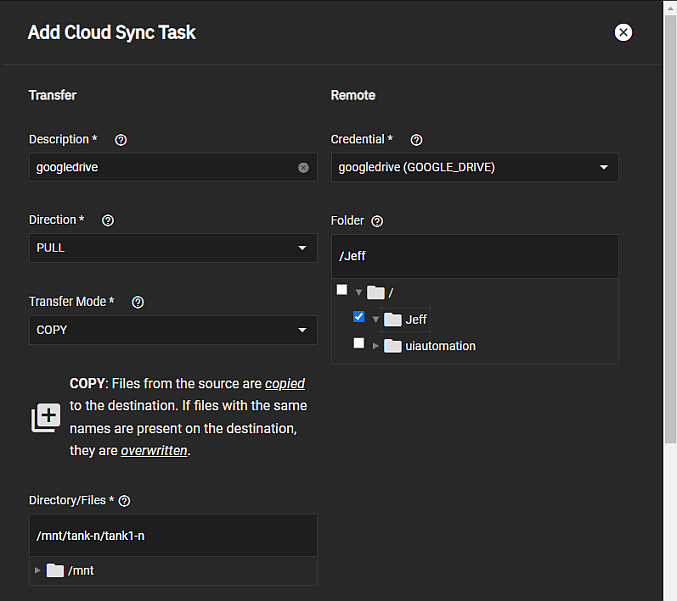 Add Cloud Sync Task
Transfer
Description *
googledrive
Direction *
PULL
Transfer Mode *
COPY
COPY: Files from the source are copied
to the destination. If files with the same
names are present on the destination,
they are overwritten.
Directory/Files *
/mnt/tank-n/tank1-n
/mnt
Remote
Credential *
googledrive (GOOGLE_DRIVE)
Folder
/Jeff
/
Jeff
uiautomation